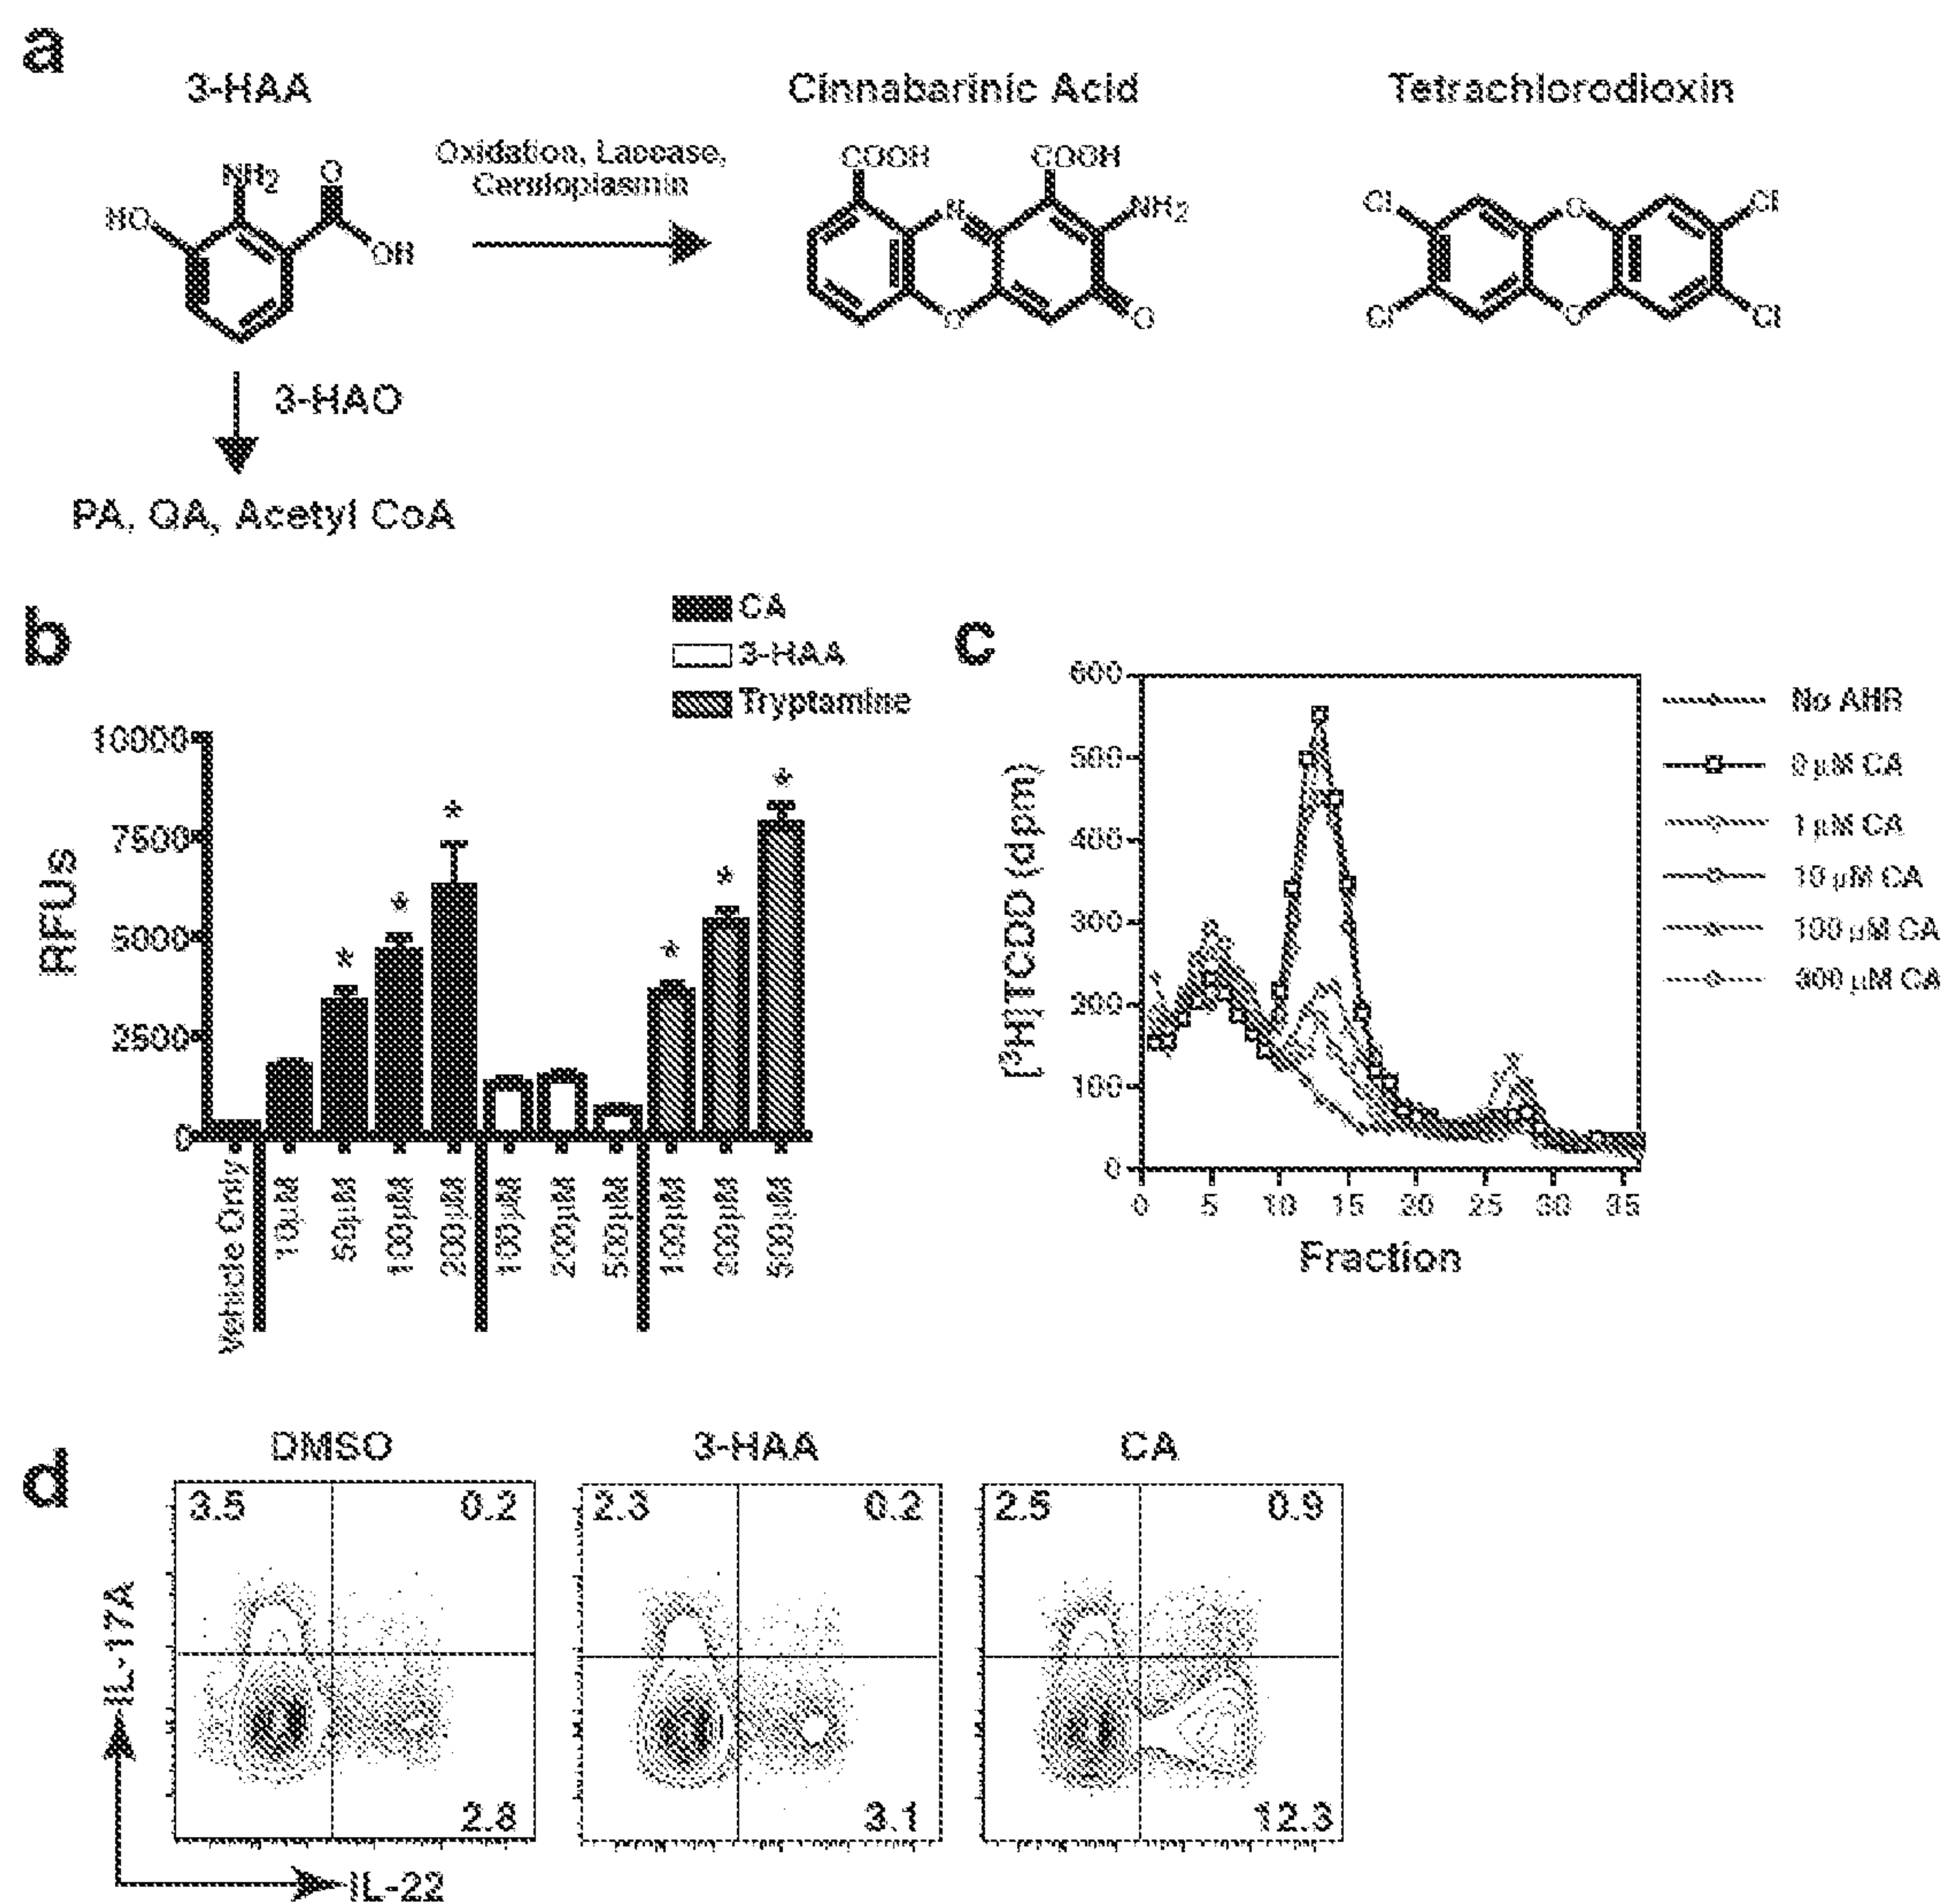 a
3-HAA
Cinnabarinic Acid
Tetrachlorodioxin
Oxidation, Laccase,
Ceruloplasmin
NH2
O
HO
OH
COOH
COOH
N
NH2
O
O
Cl
O
Cl
Cl
O
Cl
3-HAO
PA, QA, Acetyl CoA
b
CA
3-HAA
Tryptamine
RFUs
10000
7500
5000
2500
0
*
*
*
*
*
*
Vehicle Only
10μM
50μM
100μM
200μM
100μM
200μM
500μM
100μM
200μM
500μM
c
[3H]TCDD (dpm)
600
500
400
300
200
100
0
0
5
10
15
20
25
30
35
Fraction
No AHR
0 μM CA
1 μM CA
10 μM CA
100 μM CA
d
DMSO
3-HAA
CA
3.5
0.2
2.8
2.3
0.2
3.1
2.5
0.9
12.3
IL-17A
IL-22